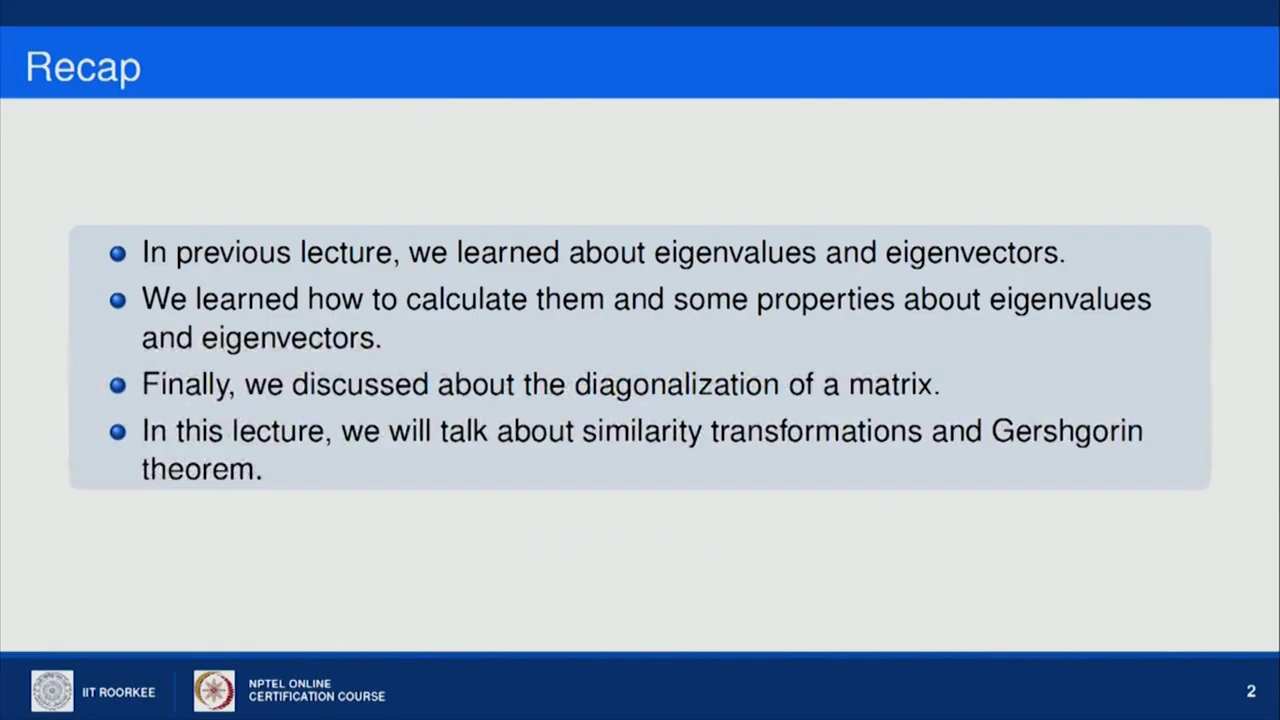 Recap
In previous lecture, we learned about eigenvalues and eigenvectors.
We learned how to calculate them and some properties about eigenvalues
and eigenvectors.
Finally, we discussed about the diagonalization of a matrix.
In this lecture, we will talk about similarity transformations and Gershgorin
theorem.
IIT ROORKEE
NPTEL ONLINE
CERTIFICATION COURSE
2